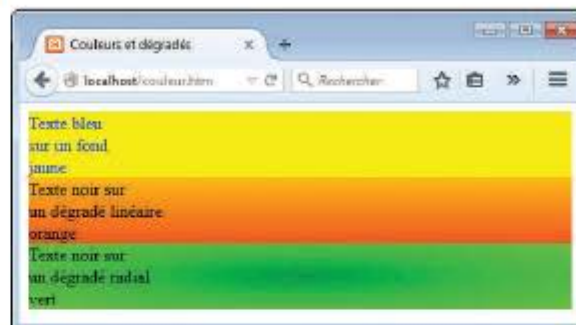 Couleurs et dégradés
localhost/couleur.htm
Rechercher
Texte bleu
sur un fond
jaune
Texte noir sur
un dégradé linéaire
orange
Texte noir sur
un dégradé radial
vert